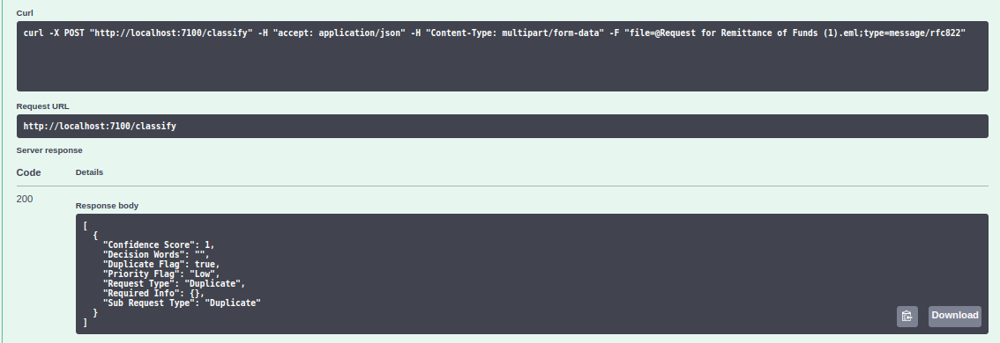 Curl
curl -X POST "http://localhost:7100/classify" -H "accept: application/json" -H "Content-Type: multipart/form-data" -F "file=@Request for Remittance of Funds (1).eml;type=message/rfc822"
Request URL
http://localhost:7100/classify
Server response
Code Details
200
Response body
[
  {
    "Confidence Score": 1,
    "Decision Words": "",
    "Duplicate Flag": true,
    "Priority Flag": "Low",
    "Request Type": "Duplicate",
    "Required Info": {},
    "Sub Request Type": "Duplicate"
  }
]
Download